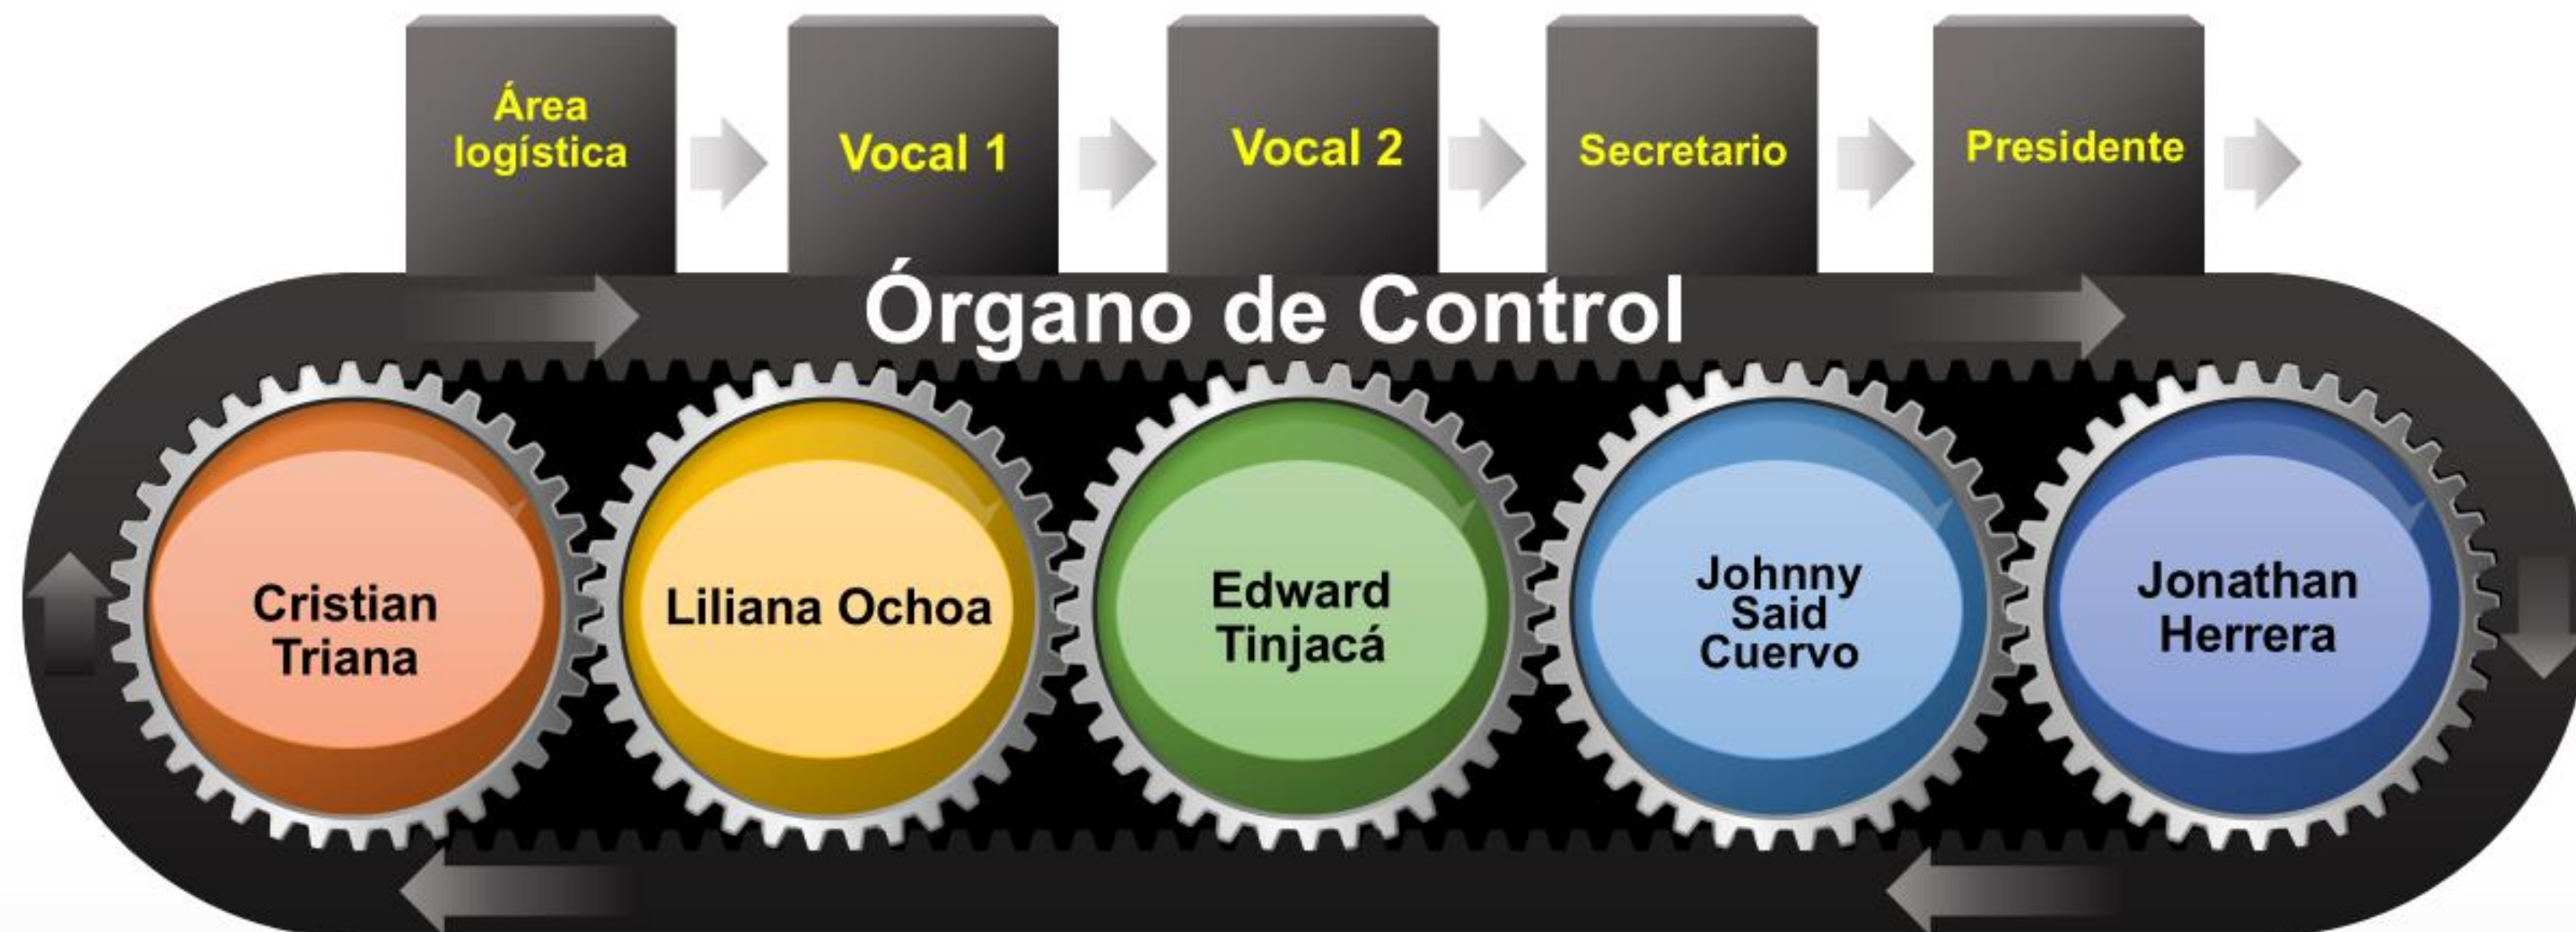 Área
logística
Vocal 1
Vocal 2
Secretario
Presidente
Órgano de Control
Cristian
Triana
Liliana Ochoa
Edward
Tinjacá
Johnny
Said
Cuervo
Jonathan
Herrera